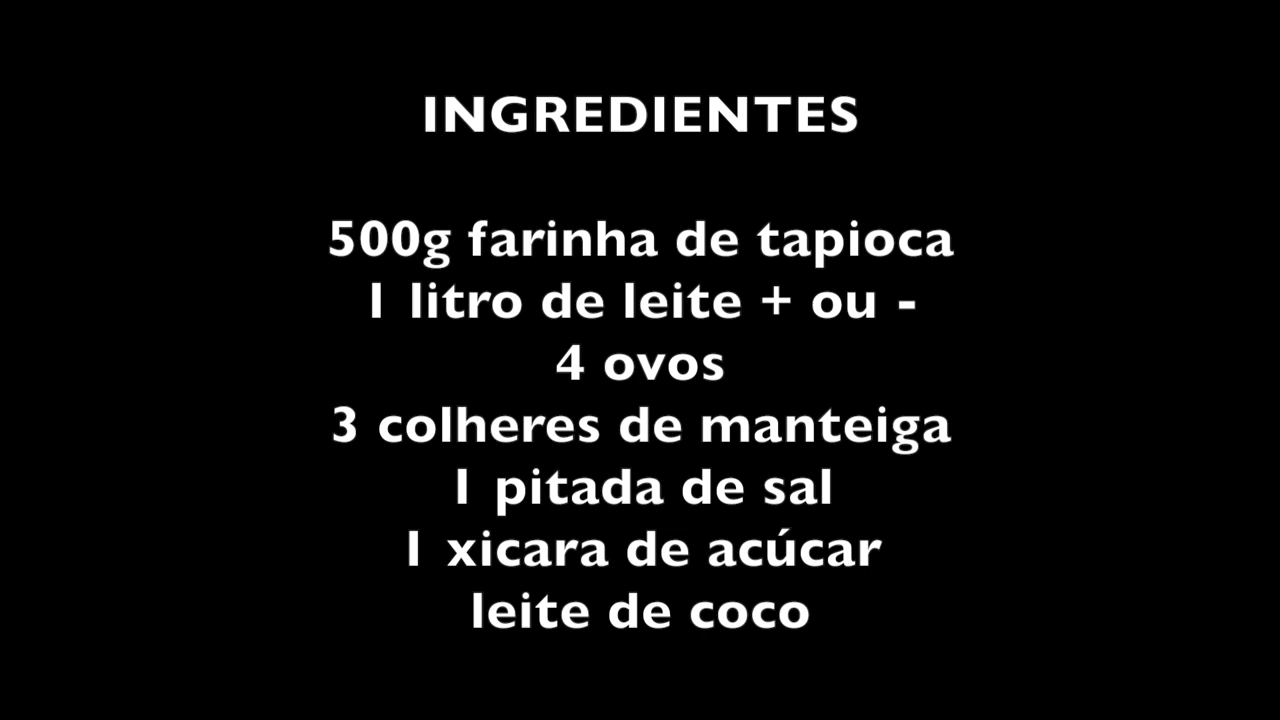 INGREDIENTES
500g farinha de tapioca
1 litro de leite + ou -
4 ovos
3 colheres de manteiga
1 pitada de sal
1 xicara de acúcar
leite de coco